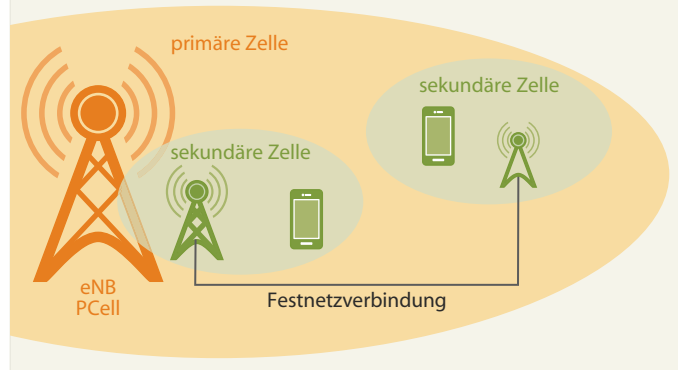 primäre Zelle
sekundäre Zelle
sekundäre Zelle
eNB
PCell
Festnetzverbindung